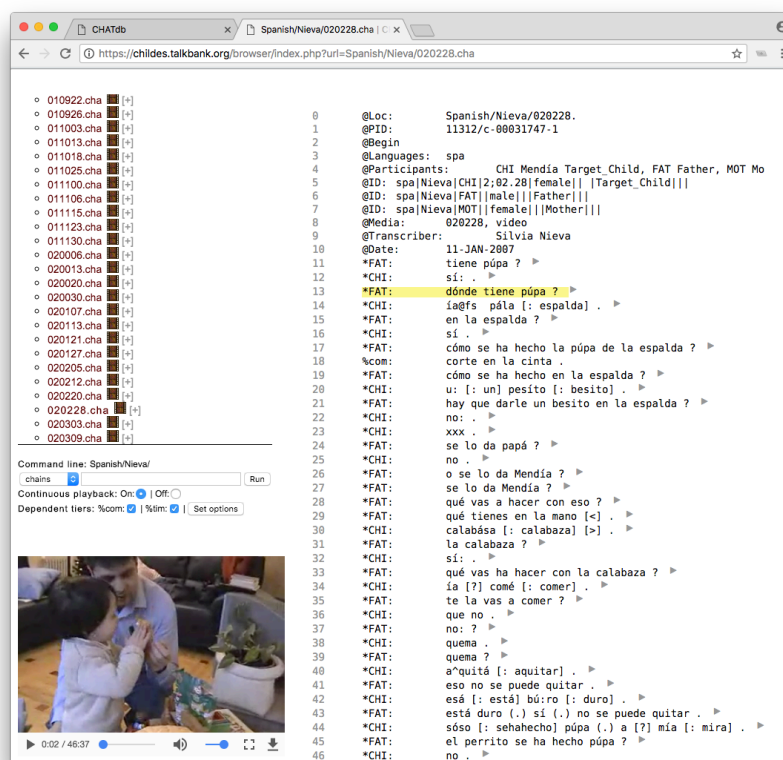 CHATdb
Spanish/Nieva/020228.cha | C
https://childes.talkbank.org/browser/index.php?url=Spanish/Nieva/020228.cha
010922.cha [+]
010926.cha [+]
011003.cha [+]
011013.cha [+]
011018.cha [+]
011025.cha [+]
011100.cha [+]
011106.cha [+]
011115.cha [+]
011123.cha [+]
011130.cha [+]
020006.cha [+]
020013.cha [+]
020020.cha [+]
020030.cha [+]
020107.cha [+]
020113.cha [+]
020121.cha [+]
020127.cha [+]
020205.cha [+]
020212.cha [+]
020220.cha [+]
020228.cha [+]
020303.cha [+]
020309.cha [+]
Command line: Spanish/Nieva/
chains Run
Continuous playback: On: | Off:
Dependent tiers: %com: | %tim: | Set options
0:02 / 46:37
0 @Loc: Spanish/Nieva/020228.
1 @PID: 11312/c-00031747-1
2 @Begin
3 @Languages: spa
4 @Participants: CHI Mendía Target_Child, FAT Father, MOT Mo
5 @ID: spa|Nieva|CHI|2;02.28|female|| |Target_Child|||
6 @ID: spa|Nieva|FAT||male|||Father|||
7 @ID: spa|Nieva|MOT||female|||Mother|||
8 @Media: 020228, video
9 @Transcriber: Silvia Nieva
10 @Date: 11-JAN-2007
11 *FAT: tiene púpa ?
12 *CHI: sí: .
13 *FAT: dónde tiene púpa ?
14 *CHI: ía@fs pála [: espalda] .
15 *FAT: en la espalda ?
16 *CHI: sí .
17 *FAT: cómo se ha hecho la púpa de la espalda ?
18 %com: corte en la cinta .
19 *FAT: cómo se ha hecho en la espalda ?
20 *CHI: u: [: un] pesíto [: besito] .
21 *FAT: hay que darle un besito en la espalda ?
22 *CHI: no: .
23 *CHI: xxx .
24 *FAT: se lo da papá ?
25 *CHI: no .
26 *FAT: o se lo da Mendía ?
27 *FAT: se lo da Mendía ?
28 *FAT: qué vas a hacer con eso ?
29 *FAT: qué tienes en la mano [<] .
30 *CHI: calabása [: calabaza] [>] .
31 *FAT: la calabaza ?
32 *CHI: sí: .
33 *FAT: qué vas ha hacer con la calabaza ?
34 *CHI: ía [?] comé [: comer] .
35 *FAT: te la vas a comer ?
36 *CHI: que no .
37 *FAT: no: ?
38 *CHI: quema .
39 *FAT: quema ?
40 *CHI: a^quitá [: aquitar] .
41 *FAT: eso no se puede quitar .
42 *CHI: esá [: está] bú:ro [: duro] .
43 *FAT: está duro (.) sí (.) no se puede quitar .
44 *CHI: sóso [: sehahecho] púpa (.) a [?] mía [: mira] .
45 *FAT: el perrito se ha hecho púpa ?
46 *CHI: no .